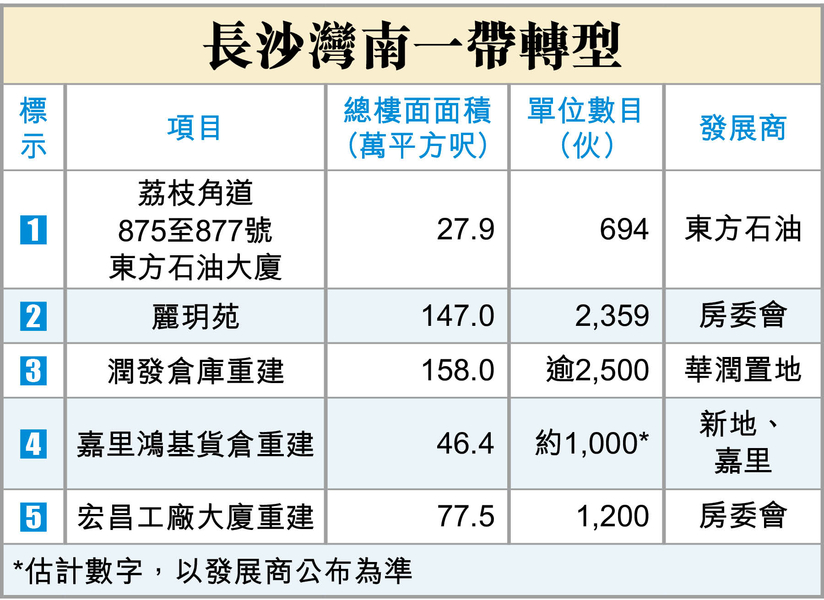 長沙灣南一帶轉型
標示 項目 總樓面面積（萬平方呎） 單位數目（伙） 發展商
1 荔枝角道875至877號東方石油大廈 27.9 694 東方石油
2 麗玥苑 147.0 2,359 房委會
3 潤發倉庫重建 158.0 逾2,500 華潤置地
4 嘉里鴻基貨倉重建 46.4 約1,000* 新地、嘉里
5 宏昌工廠大廈重建 77.5 1,200 房委會
*估計數字，以發展商公布為準